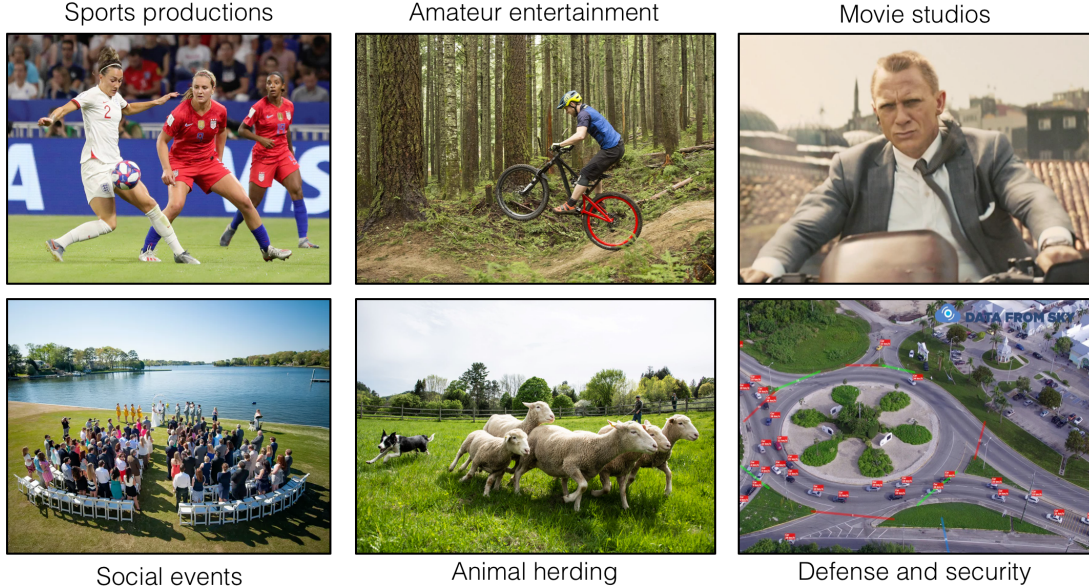 Sports productions
Amateur entertainment
Movie studios
2
A
VIS
DATA FROM SKY
Social events
Animal herding
Defense and security